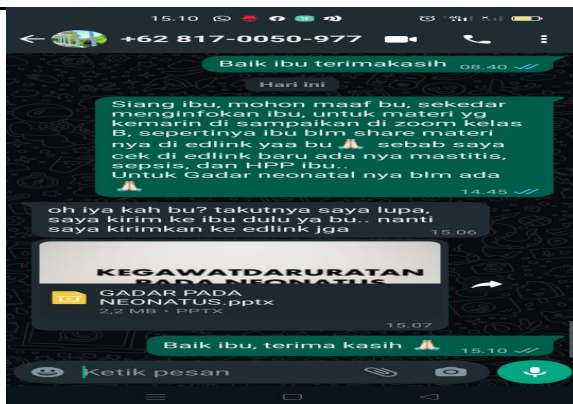 15.10
+62 817-0050-977
Baik ibu terimakasih 08.40
Hari ini
Siang ibu, mohon maaf bu, sekedar
menginfokan ibu, untuk materi yg
kemarin di sampaikan di zoom kelas
B, sepertinya ibu blm share materi
nya di edlink yaa bu 🙏🏻 sebab saya
cek di edlink baru ada nya mastitis,
sepsis, dan HPP ibu..
Untuk Gadar neonatal nya blm ada
🙏🏻
14.45
oh iya kah bu? takutnya saya lupa,
saya kirim ke ibu dulu ya bu.. nanti
saya kirimkan ke edlink jga 15.06
KEGAWATDARURATAN
PADA NEONATUS
GADAR PADA
NEONATUS.pptx
2,2 MB • PPTX
15.07
Baik ibu, terima kasih 🙏🏻 15.10
Ketik pesan